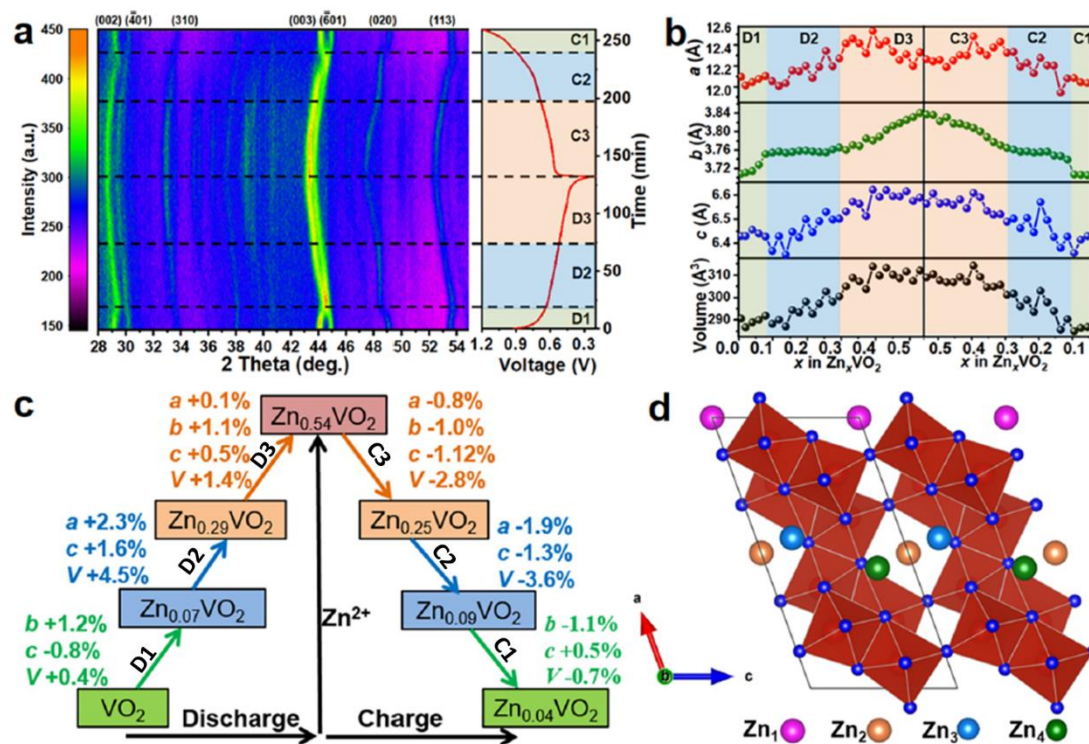 a
(002) (4̅01) (310) (003) (6̅01) (020) (113)
Intensity (a.u.)
450
400
350
300
250
200
150
28 30 32 34 36 38 40 42 44 46 48 50 52 54
2 Theta (deg.)
C1
C2
C3
D3
D2
D1
250
200
150
100
50
0
Time (min)
1.2 0.9 0.6 0.3
Voltage (V)
b
D1 D2 D3 C3 C2 C1
a (Å)
12.6
12.4
12.2
12.0
b (Å)
3.84
3.80
3.76
3.72
c (Å)
6.6
6.5
6.4
Volume (Å³)
310
300
290
0.0 0.1 0.2 0.3 0.4 0.5 0.5 0.4 0.3 0.2 0.1 0.0
x in ZnₓVO₂ x in ZnₓVO₂
c
a +0.1%
b +1.1%
c +0.5%
V +1.4%
D3
Zn₀.₅₄VO₂
C3
a -0.8%
b -1.0%
c -1.12%
V -2.8%
a +2.3%
c +1.6%
V +4.5%
D2
Zn₀.₂₉VO₂
Zn₀.₂₅VO₂
C2
a -1.9%
c -1.3%
V -3.6%
b +1.2%
c -0.8%
V +0.4%
D1
Zn₀.₀₇VO₂
Zn²⁺
Zn₀.₀₉VO₂
C1
b -1.1%
c +0.5%
V -0.7%
VO₂
Discharge
Charge
Zn₀.₀₄VO₂
d
a
b
c
Zn₁ Zn₂ Zn₃ Zn₄